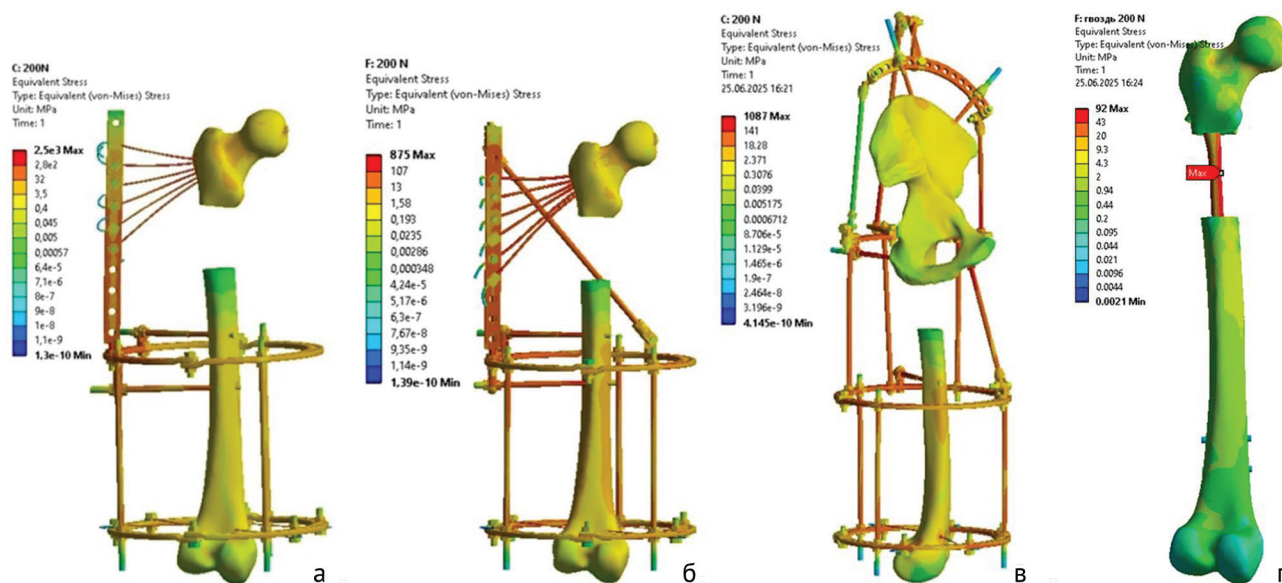 C: 200N
Equivalent Stress
Type: Equivalent (von-Mises) Stress
Unit: MPa
Time: 1
2,5e3 Max
2,8e2
32
3,5
0,4
0,045
0,005
0,00057
6,4e-5
7,1e-6
8e-7
9e-8
1e-8
1,1e-9
1,3e-10 Min
а
F: 200 N
Equivalent Stress
Type: Equivalent (von-Mises) Stress
Unit: MPa
Time: 1
875 Max
107
13
1,58
0,193
0,0235
0,00286
0,000348
4,24e-5
5,17e-6
6,3e-7
7,67e-8
9,35e-9
1,14e-9
1,39e-10 Min
б
C: 200 N
Equivalent Stress
Type: Equivalent (von-Mises) Stress
Unit: MPa
Time: 1
25.06.2025 16:21
1087 Max
141
18.28
2.371
0.3076
0.0399
0.005175
0.0006712
8.706e-5
1.129e-5
1.465e-6
1.9e-7
2.464e-8
3.196e-9
4.145e-10 Min
в
F: гвоздь 200 N
Equivalent Stress
Type: Equivalent (von-Mises) Stress
Unit: MPa
Time: 1
25.06.2025 16:24
92 Max
43
20
9.3
4.3
2
0.94
0.44
0.2
0.095
0.044
0.021
0.0096
0.0044
0.0021 Min
Max
г